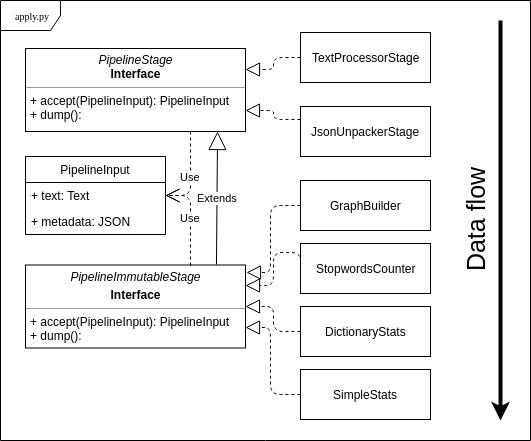 apply.py
PipelineStage
Interface
+ accept(PipelineInput): PipelineInput
+ dump():
TextProcessorStage
JsonUnpackerStage
PipelineInput
+ text: Text
+ metadata: JSON
Use
Use
Extends
GraphBuilder
StopwordsCounter
DictionaryStats
SimpleStats
PipelineImmutableStage
Interface
+ accept(PipelineInput): PipelineInput
+ dump():
Data flow